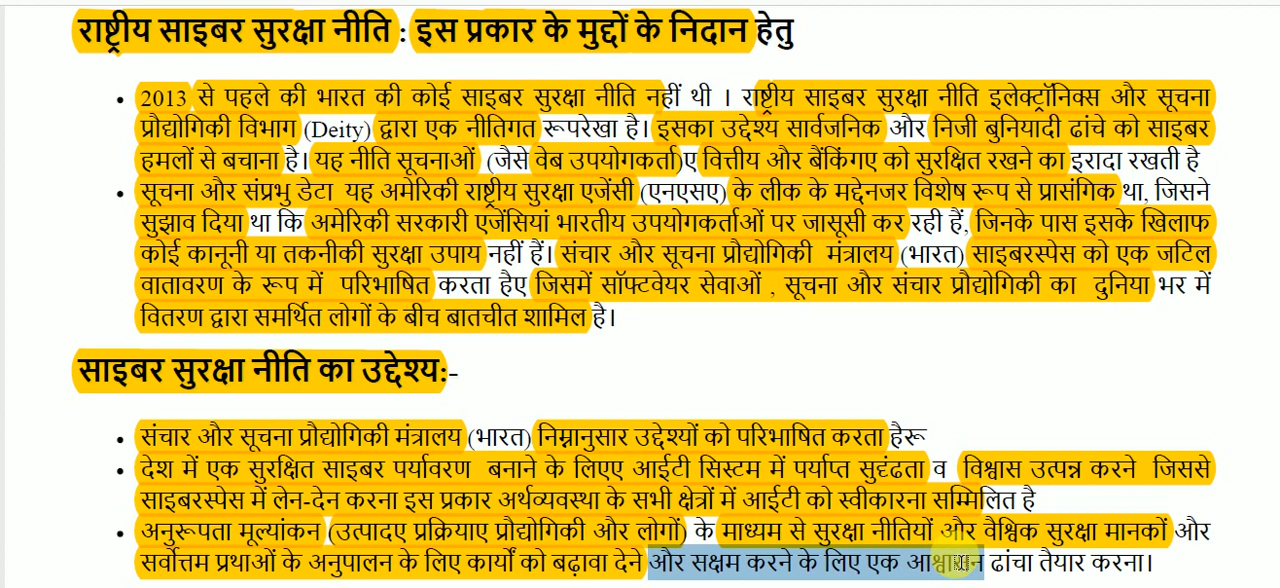 राष्ट्रीय साइबर सुरक्षा नीति : इस प्रकार के मुद्दों के निदान हेतु
• 2013 से पहले की भारत की कोई साइबर सुरक्षा नीति नहीं थी । राष्ट्रीय साइबर सुरक्षा नीति इलेक्ट्रॉनिक्स और सूचना
प्रौद्योगिकी विभाग (Deity) द्वारा एक नीतिगत रूपरेखा है। इसका उद्देश्य सार्वजनिक और निजी बुनियादी ढांचे को साइबर
हमलों से बचाना है। यह नीति सूचनाओं (जैसे वेब उपयोगकर्ता)ए वित्तीय और बैंकिंगए को सुरक्षित रखने का इरादा रखती है
• सूचना और संप्रभु डेटा यह अमेरिकी राष्ट्रीय सुरक्षा एजेंसी (एनएसए) के लीक के मद्देनजर विशेष रूप से प्रासंगिक था, जिसने
सुझाव दिया था कि अमेरिकी सरकारी एजेंसियां भारतीय उपयोगकर्ताओं पर जासूसी कर रही हैं, जिनके पास इसके खिलाफ
कोई कानूनी या तकनीकी सुरक्षा उपाय नहीं हैं। संचार और सूचना प्रौद्योगिकी मंत्रालय (भारत) साइबरस्पेस को एक जटिल
वातावरण के रूप में परिभाषित करता हैए जिसमें सॉफ्टवेयर सेवाओं , सूचना और संचार प्रौद्योगिकी का दुनिया भर में
वितरण द्वारा समर्थित लोगों के बीच बातचीत शामिल है।
साइबर सुरक्षा नीति का उद्देश्य:-
• संचार और सूचना प्रौद्योगिकी मंत्रालय (भारत) निम्नानुसार उद्देश्यों को परिभाषित करता हैरू
• देश में एक सुरक्षित साइबर पर्यावरण बनाने के लिएए आईटी सिस्टम में पर्याप्त सुदृंढता व विश्वास उत्पन्न करने जिससे
साइबरस्पेस में लेन-देन करना इस प्रकार अर्थव्यवस्था के सभी क्षेत्रों में आईटी को स्वीकारना सम्मिलित है
• अनुरूपता मूल्यांकन (उत्पादए प्रक्रियाए प्रौद्योगिकी और लोगों) के माध्यम से सुरक्षा नीतियों और वैश्विक सुरक्षा मानकों और
सर्वोत्तम प्रथाओं के अनुपालन के लिए कार्यों को बढ़ावा देने और सक्षम करने के लिए एक ढांचा तैयार करना।